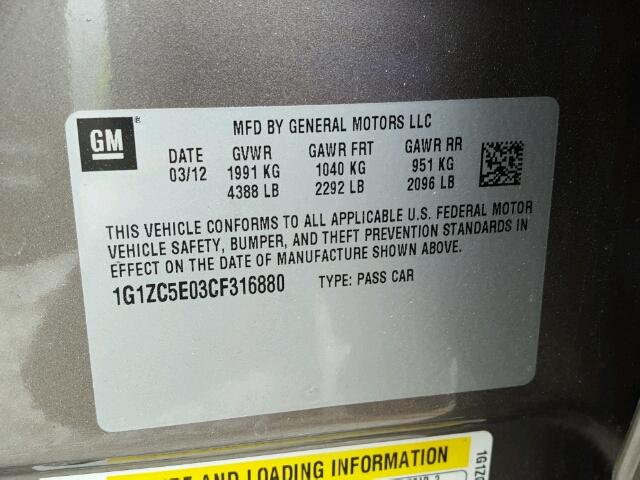 GM
®
MFD BY GENERAL MOTORS LLC
DATE GVWR GAWR FRT GAWR RR
03/12 1991 KG 1040 KG 951 KG
4388 LB 2292 LB 2096 LB
THIS VEHICLE CONFORMS TO ALL APPLICABLE U.S. FEDERAL MOTOR
VEHICLE SAFETY, BUMPER, AND THEFT PREVENTION STANDARDS IN
EFFECT ON THE DATE OF MANUFACTURE SHOWN ABOVE.
1G1ZC5E03CF316880 TYPE: PASS CAR
AND LOADING INFORMATION
1G1ZC